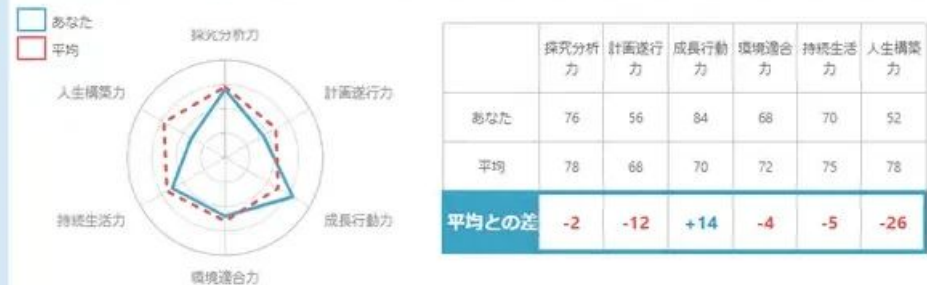 あなた
平均
探究分析力
計画遂行力
成長行動力
環境適合力
持続生活力
人生構築力
探究分析力 計画遂行力 成長行動力 環境適合力 持続生活力 人生構築力
あなた 76 56 84 68 70 52
平均 78 68 70 72 75 78
平均との差 -2 -12 +14 -4 -5 -26